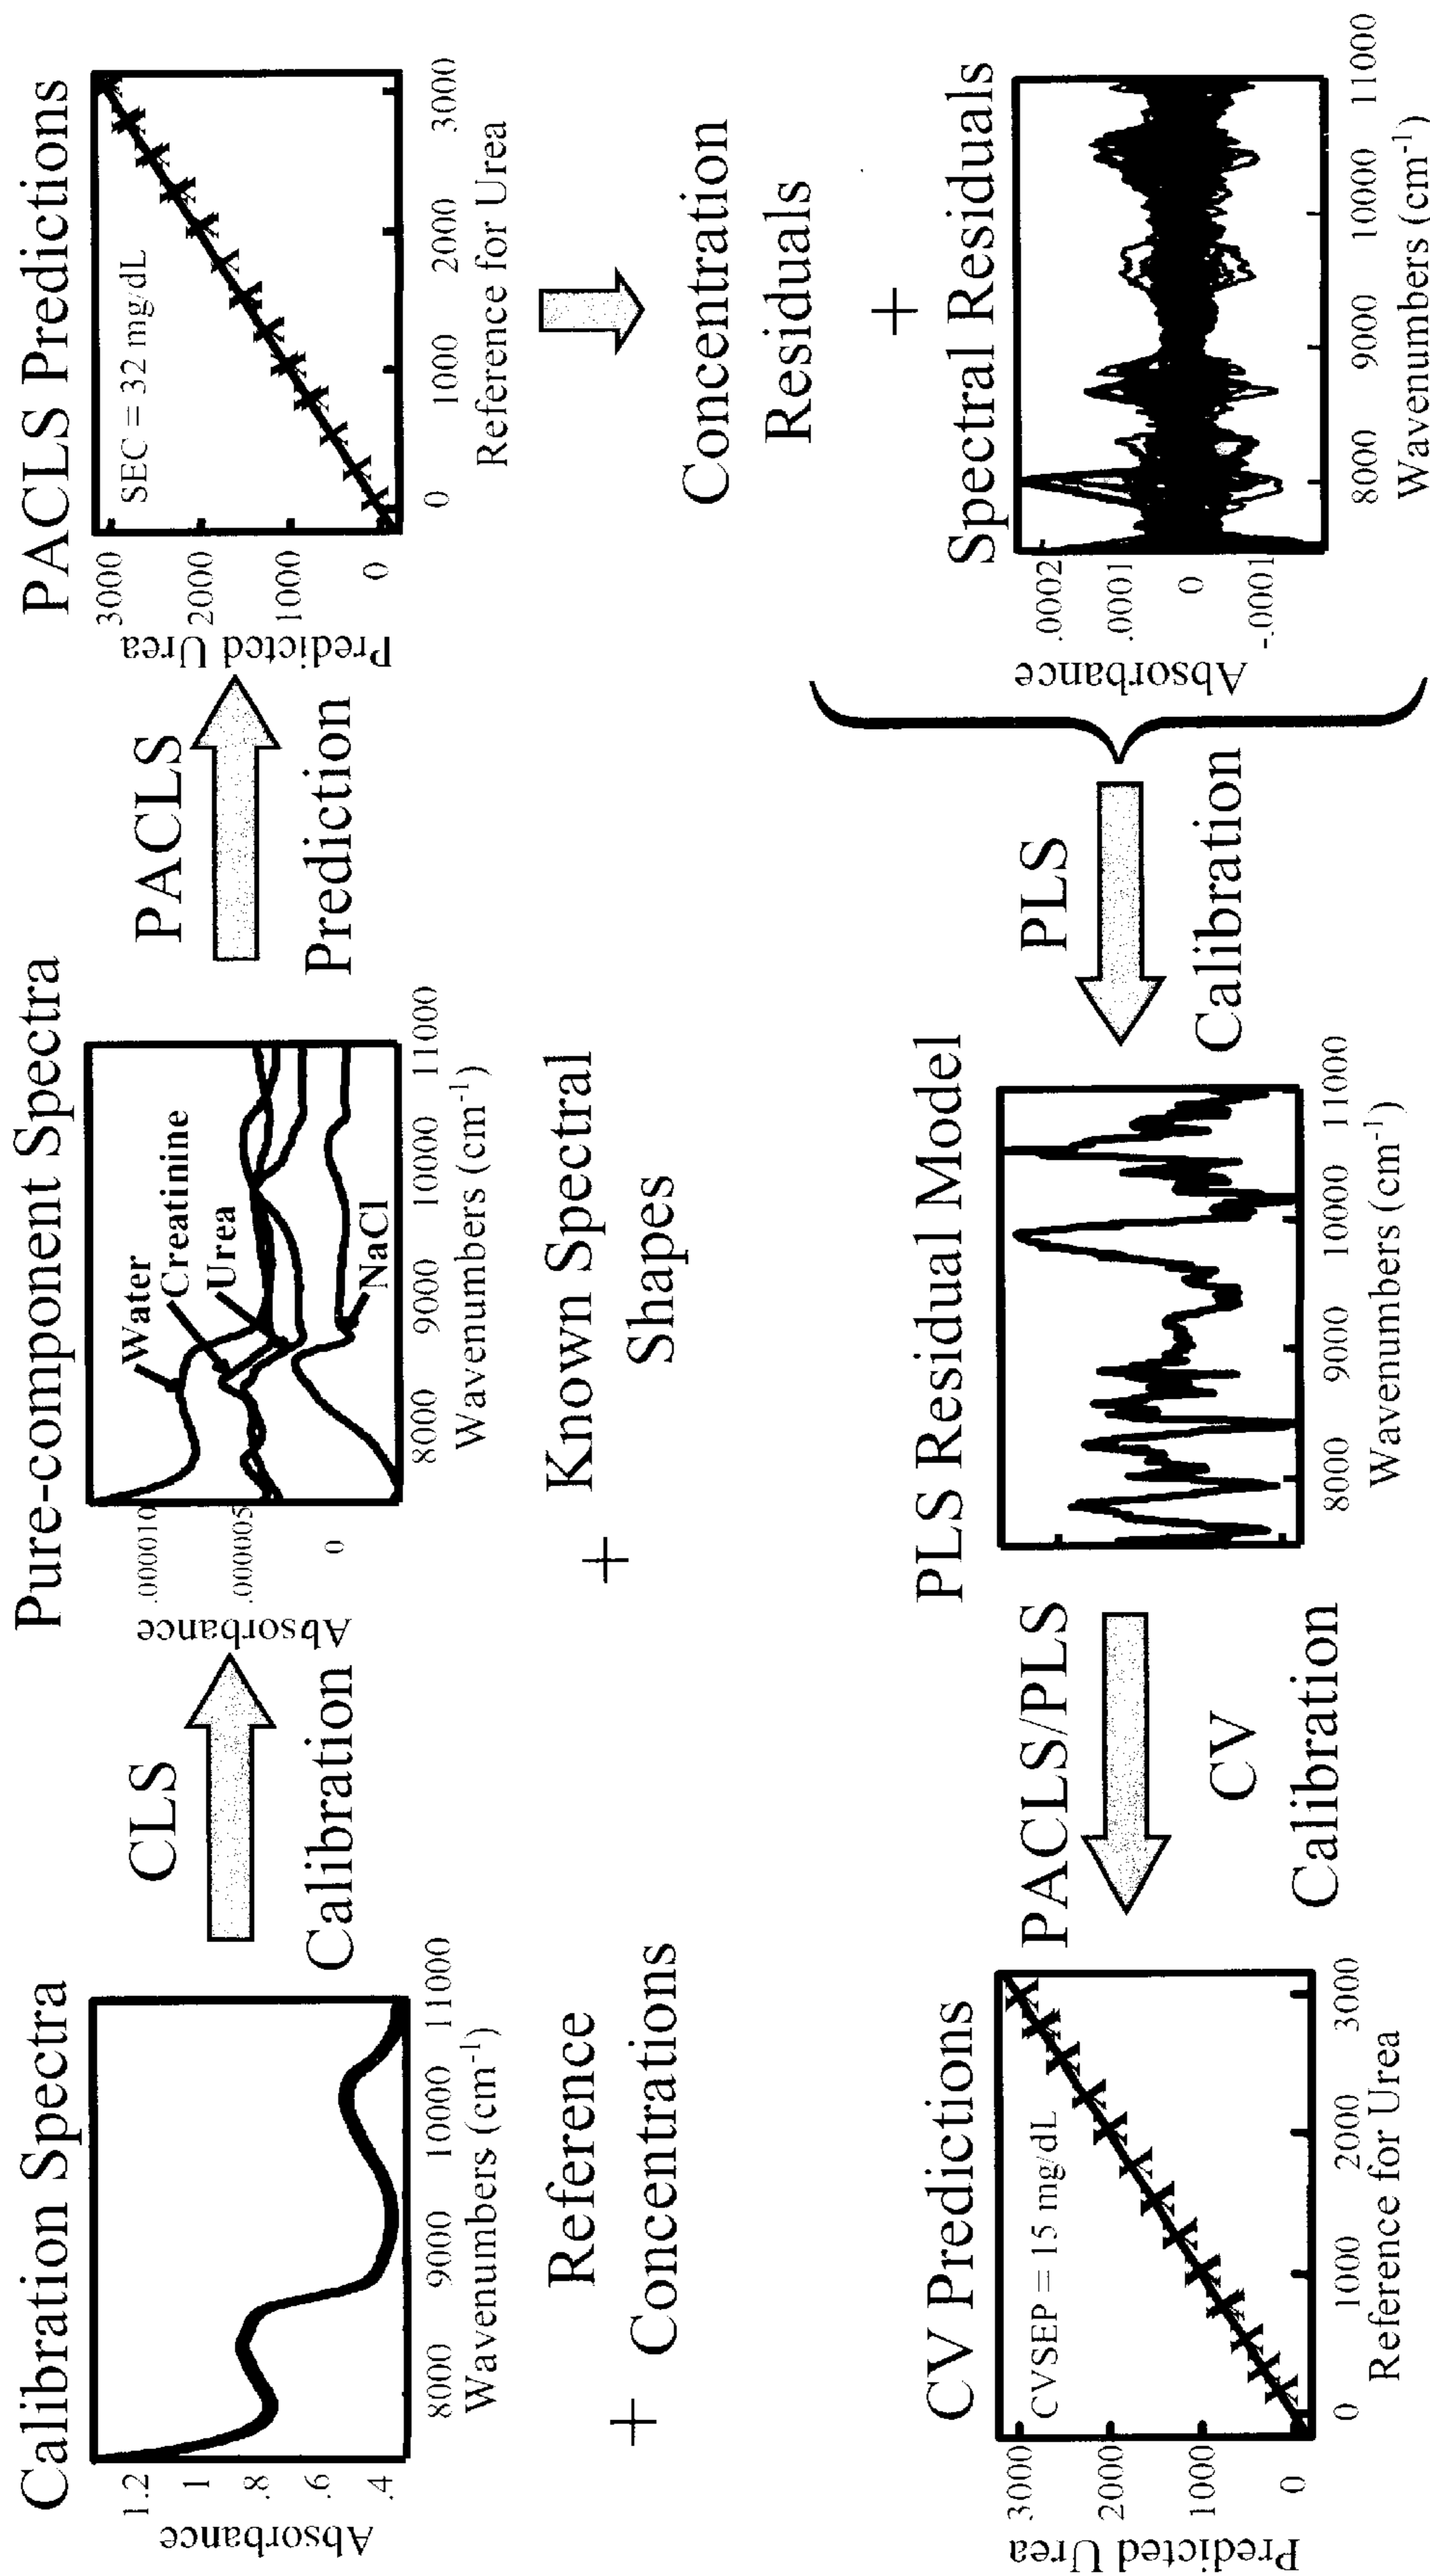 Calibration Spectra
Absorbance
1.2
1
.8
.6
.4
8000 9000 10000 11000
Wavenumbers (cm-1)
+ Reference
Concentrations
CLS
Calibration
Pure-component Spectra
Absorbance
.000010
.000005
0
Water
Creatinine
Urea
NaCl
8000 9000 10000 11000
Wavenumbers (cm-1)
+ Known Spectral
Shapes
PACLS
Prediction
PACLS Predictions
Predicted Urea
3000
2000
1000
0
SEC = 32 mg/dL
0 1000 2000 3000
Reference for Urea
Concentration
Residuals
+
Spectral Residuals
Absorbance
.0002
.0001
0
-.0001
8000 9000 10000 11000
Wavenumbers (cm-1)
PLS
Calibration
PLS Residual Model
8000 9000 10000 11000
Wavenumbers (cm-1)
PACLS/PLS
CV
Calibration
CV Predictions
Predicted Urea
3000
2000
1000
0
CVSEP = 15 mg/dL
0 1000 2000 3000
Reference for Urea